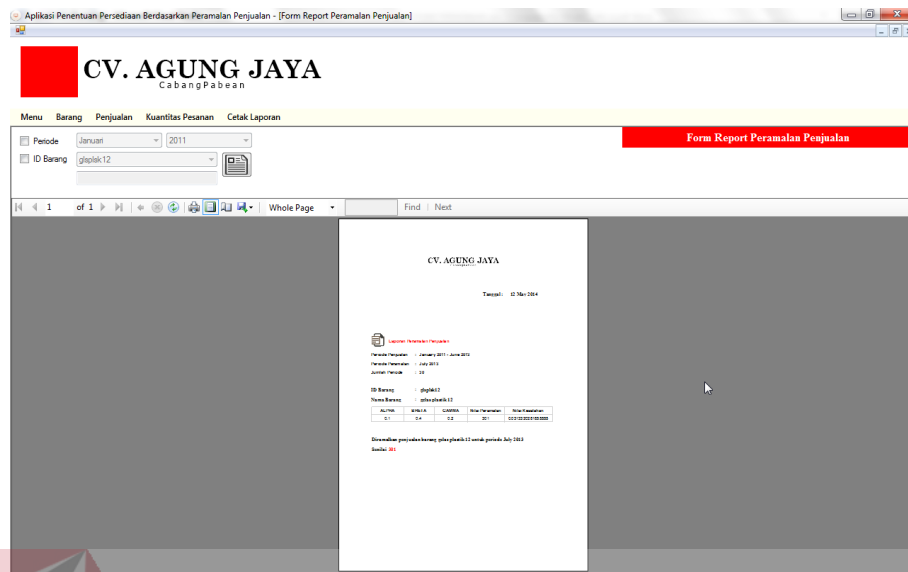 Aplikasi Penentuan Persediaan Berdasarkan Peramalan Penjualan - [Form Report Peramalan Penjualan]
CV. AGUNG JAYA
CabangPabean
Menu Barang Penjualan Kuantitas Pesanan Cetak Laporan
Periode Januari 2011
Form Report Peramalan Penjualan
ID Barang glsplsk12
1 of 1 Whole Page Find Next
CV. AGUNG JAYA
Tanggal : 12 May 2014
Laporan Peramalan Penjualan
Periode Penjualan : January 2011 - June 2013
Periode Peramalan : July 2013
Jumlah Periode : 30
ID Barang : glsplsk12
Nama Barang : gelas plastik 12
ALPHA BHETA GAMMA Nilai Peramalan Nilai Kesalahan
0.1 0.4 0.2 301
Diramalkan penjualan barang gelas plastik 12 untuk periode July 2013
Senilai 301